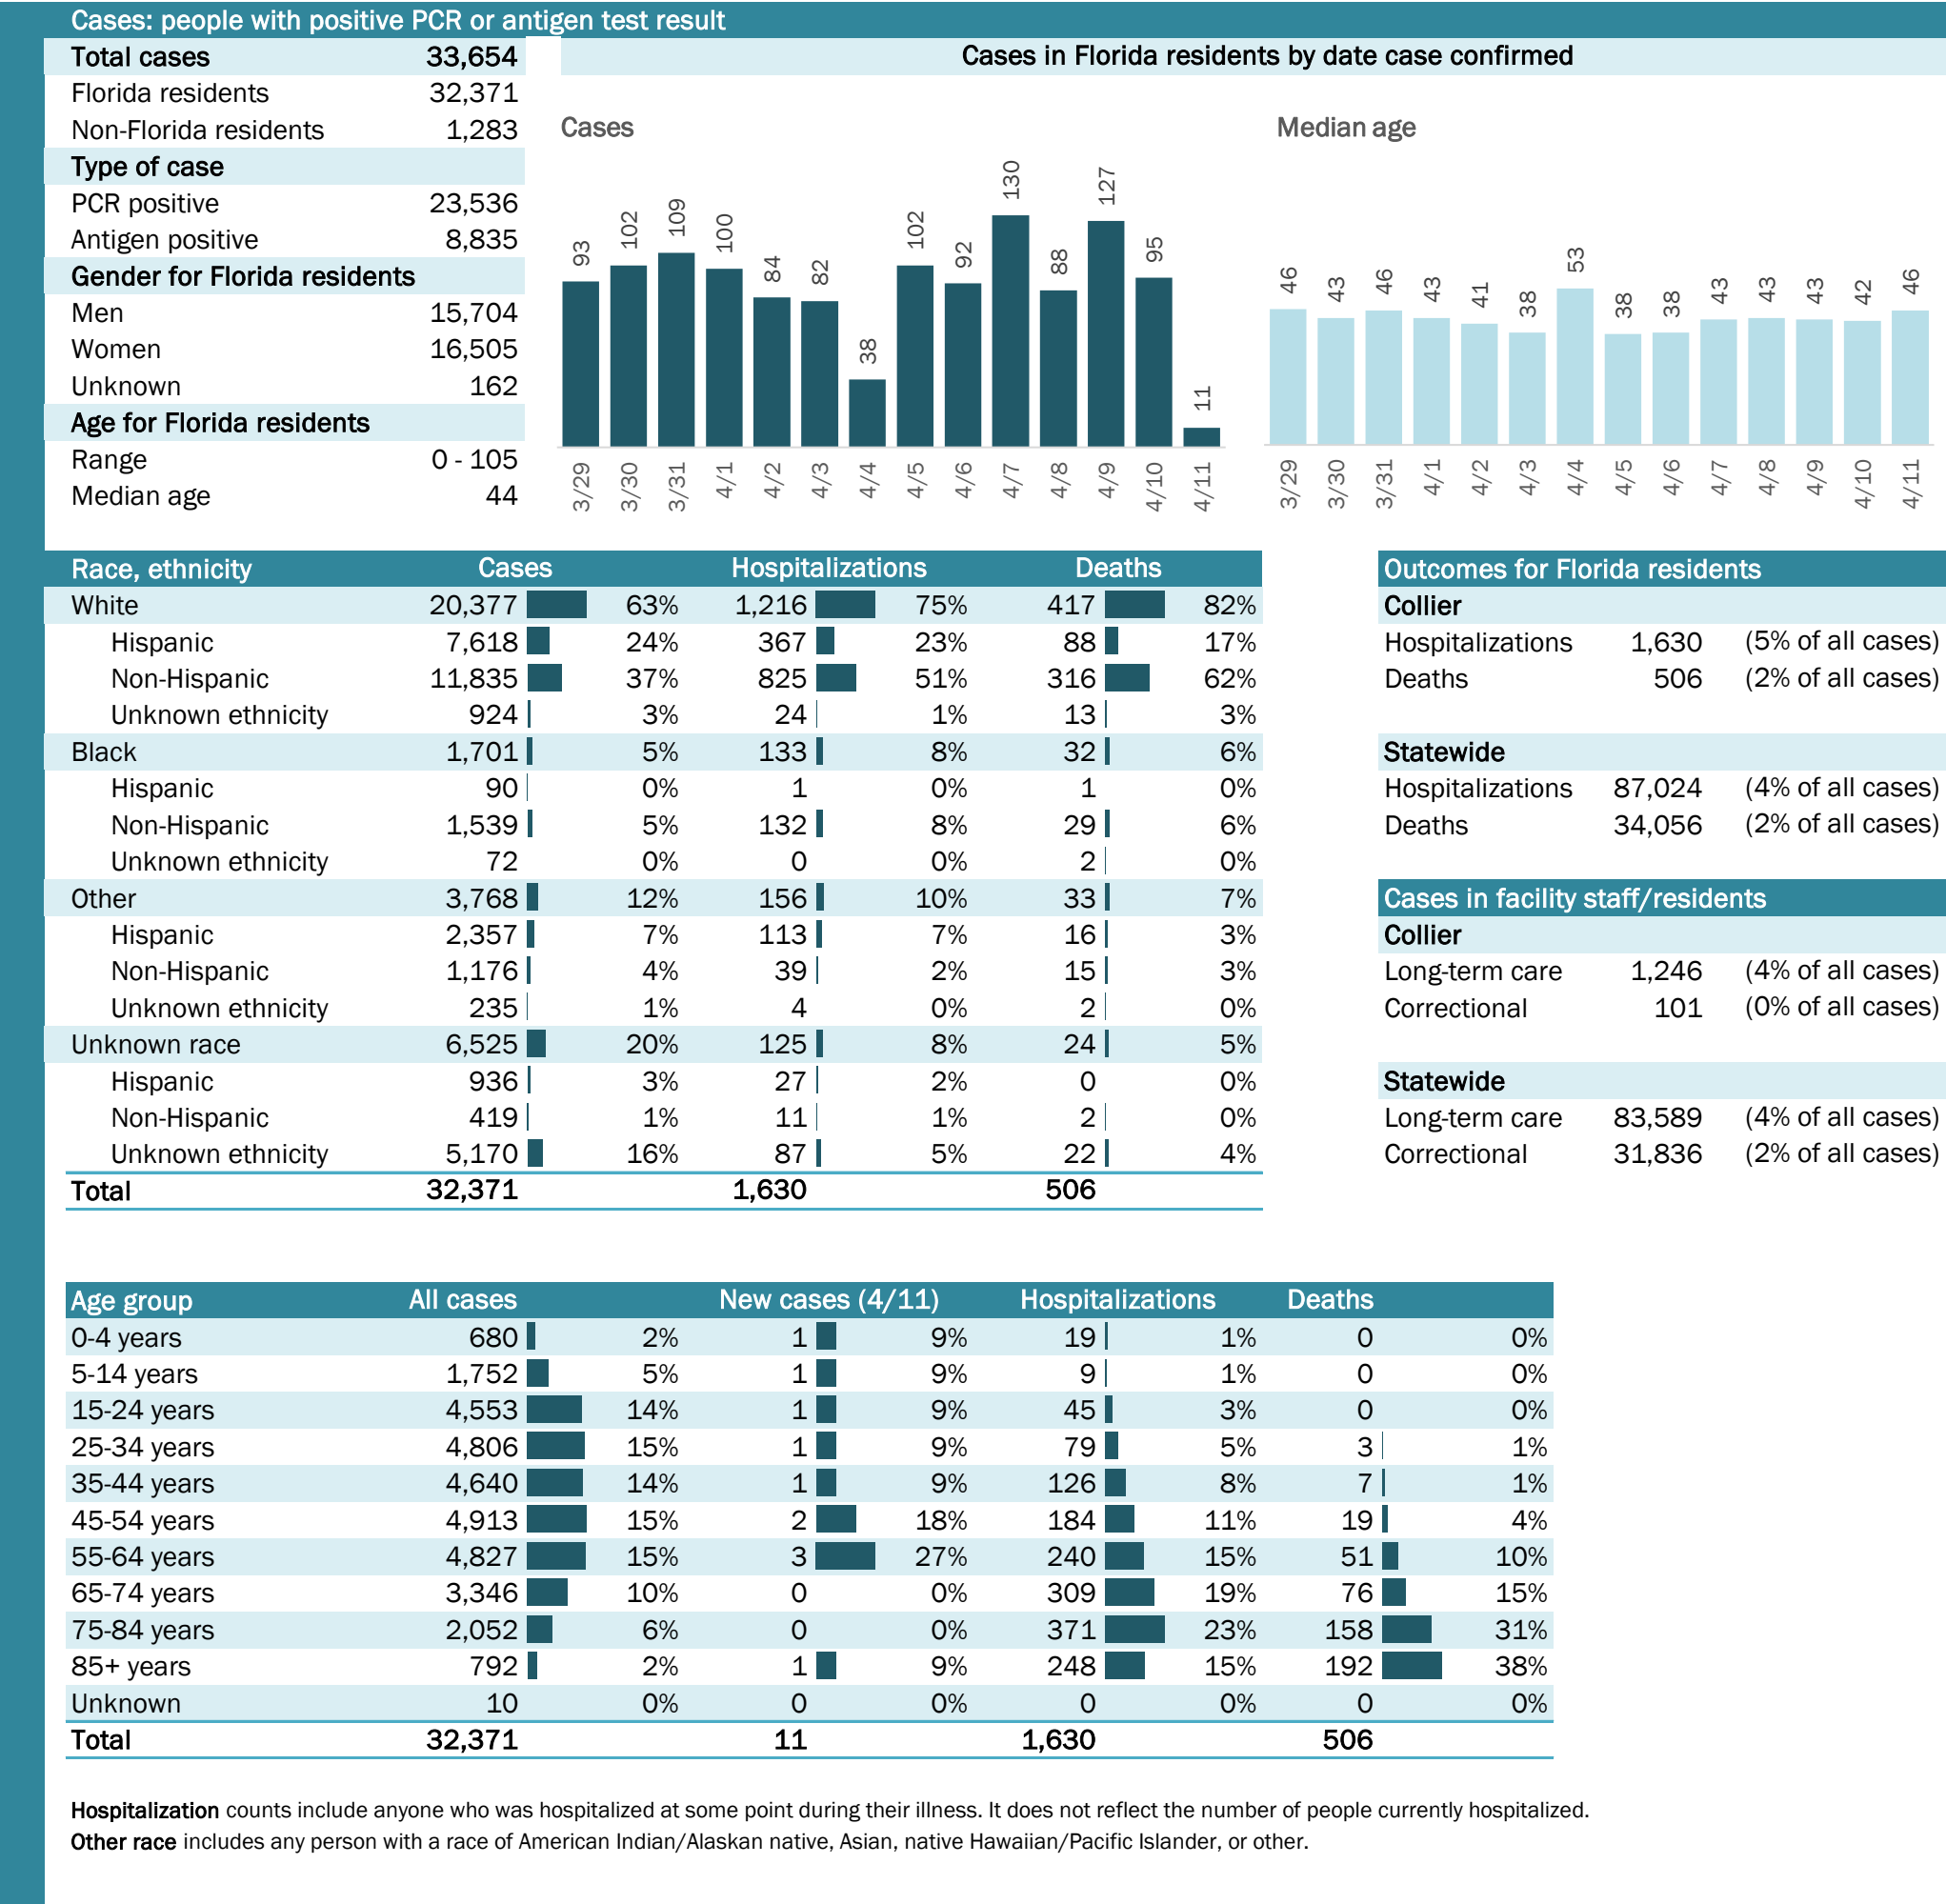 Cases: people with positive PCR or antigen test result
Total cases 33,654
Florida residents 32,371
Non-Florida residents 1,283
Type of case
PCR positive 23,536
Antigen positive 8,835
Gender for Florida residents
Men 15,704
Women 16,505
Unknown 162
Age for Florida residents
Range 0 - 105
Median age 44
Cases in Florida residents by date case confirmed
Cases
93 102 109 100 84 82 38 102 92 130 88 127 95 11
3/29 3/30 3/31 4/1 4/2 4/3 4/4 4/5 4/6 4/7 4/8 4/9 4/10 4/11
Median age
46 43 46 43 41 38 53 38 38 43 43 43 42 46
3/29 3/30 3/31 4/1 4/2 4/3 4/4 4/5 4/6 4/7 4/8 4/9 4/10 4/11
Race, ethnicity Cases Hospitalizations Deaths
White 20,377 63% 1,216 75% 417 82%
Hispanic 7,618 24% 367 23% 88 17%
Non-Hispanic 11,835 37% 825 51% 316 62%
Unknown ethnicity 924 3% 24 1% 13 3%
Black 1,701 5% 133 8% 32 6%
Hispanic 90 0% 1 0% 1 0%
Non-Hispanic 1,539 5% 132 8% 29 6%
Unknown ethnicity 72 0% 0 0% 2 0%
Other 3,768 12% 156 10% 33 7%
Hispanic 2,357 7% 113 7% 16 3%
Non-Hispanic 1,176 4% 39 2% 15 3%
Unknown ethnicity 235 1% 4 0% 2 0%
Unknown race 6,525 20% 125 8% 24 5%
Hispanic 936 3% 27 2% 0 0%
Non-Hispanic 419 1% 11 1% 2 0%
Unknown ethnicity 5,170 16% 87 5% 22 4%
Total 32,371 1,630 506
Outcomes for Florida residents
Collier
Hospitalizations 1,630 (5% of all cases)
Deaths 506 (2% of all cases)
Statewide
Hospitalizations 87,024 (4% of all cases)
Deaths 34,056 (2% of all cases)
Cases in facility staff/residents
Collier
Long-term care 1,246 (4% of all cases)
Correctional 101 (0% of all cases)
Statewide
Long-term care 83,589 (4% of all cases)
Correctional 31,836 (2% of all cases)
Age group All cases New cases (4/11) Hospitalizations Deaths
0-4 years 680 2% 1 9% 19 1% 0 0%
5-14 years 1,752 5% 1 9% 9 1% 0 0%
15-24 years 4,553 14% 1 9% 45 3% 0 0%
25-34 years 4,806 15% 1 9% 79 5% 3 1%
35-44 years 4,640 14% 1 9% 126 8% 7 1%
45-54 years 4,913 15% 2 18% 184 11% 19 4%
55-64 years 4,827 15% 3 27% 240 15% 51 10%
65-74 years 3,346 10% 0 0% 309 19% 76 15%
75-84 years 2,052 6% 0 0% 371 23% 158 31%
85+ years 792 2% 1 9% 248 15% 192 38%
Unknown 10 0% 0 0% 0 0% 0 0%
Total 32,371 11 1,630 506
Hospitalization counts include anyone who was hospitalized at some point during their illness. It does not reflect the number of people currently hospitalized.
Other race includes any person with a race of American Indian/Alaskan native, Asian, native Hawaiian/Pacific Islander, or other.